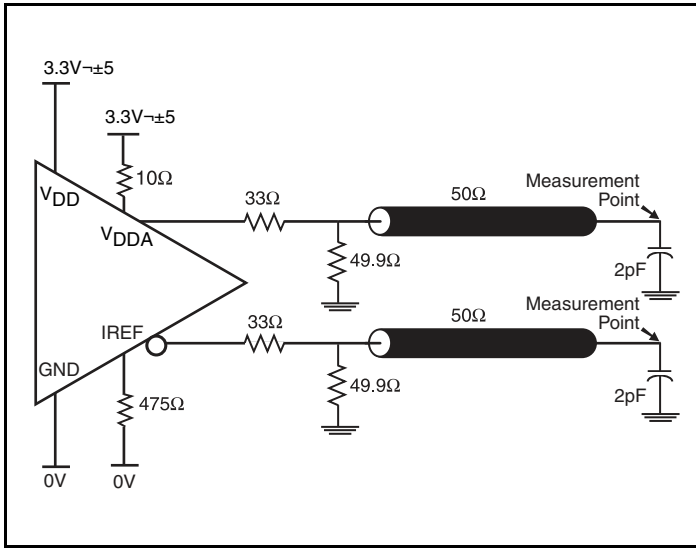 3.3V¬±5
3.3V¬±5
10Ω
VDD
VDDA
33Ω
50Ω
Measurement
Point
49.9Ω
2pF
IREF
33Ω
50Ω
Measurement
Point
GND
475Ω
49.9Ω
2pF
0V
0V